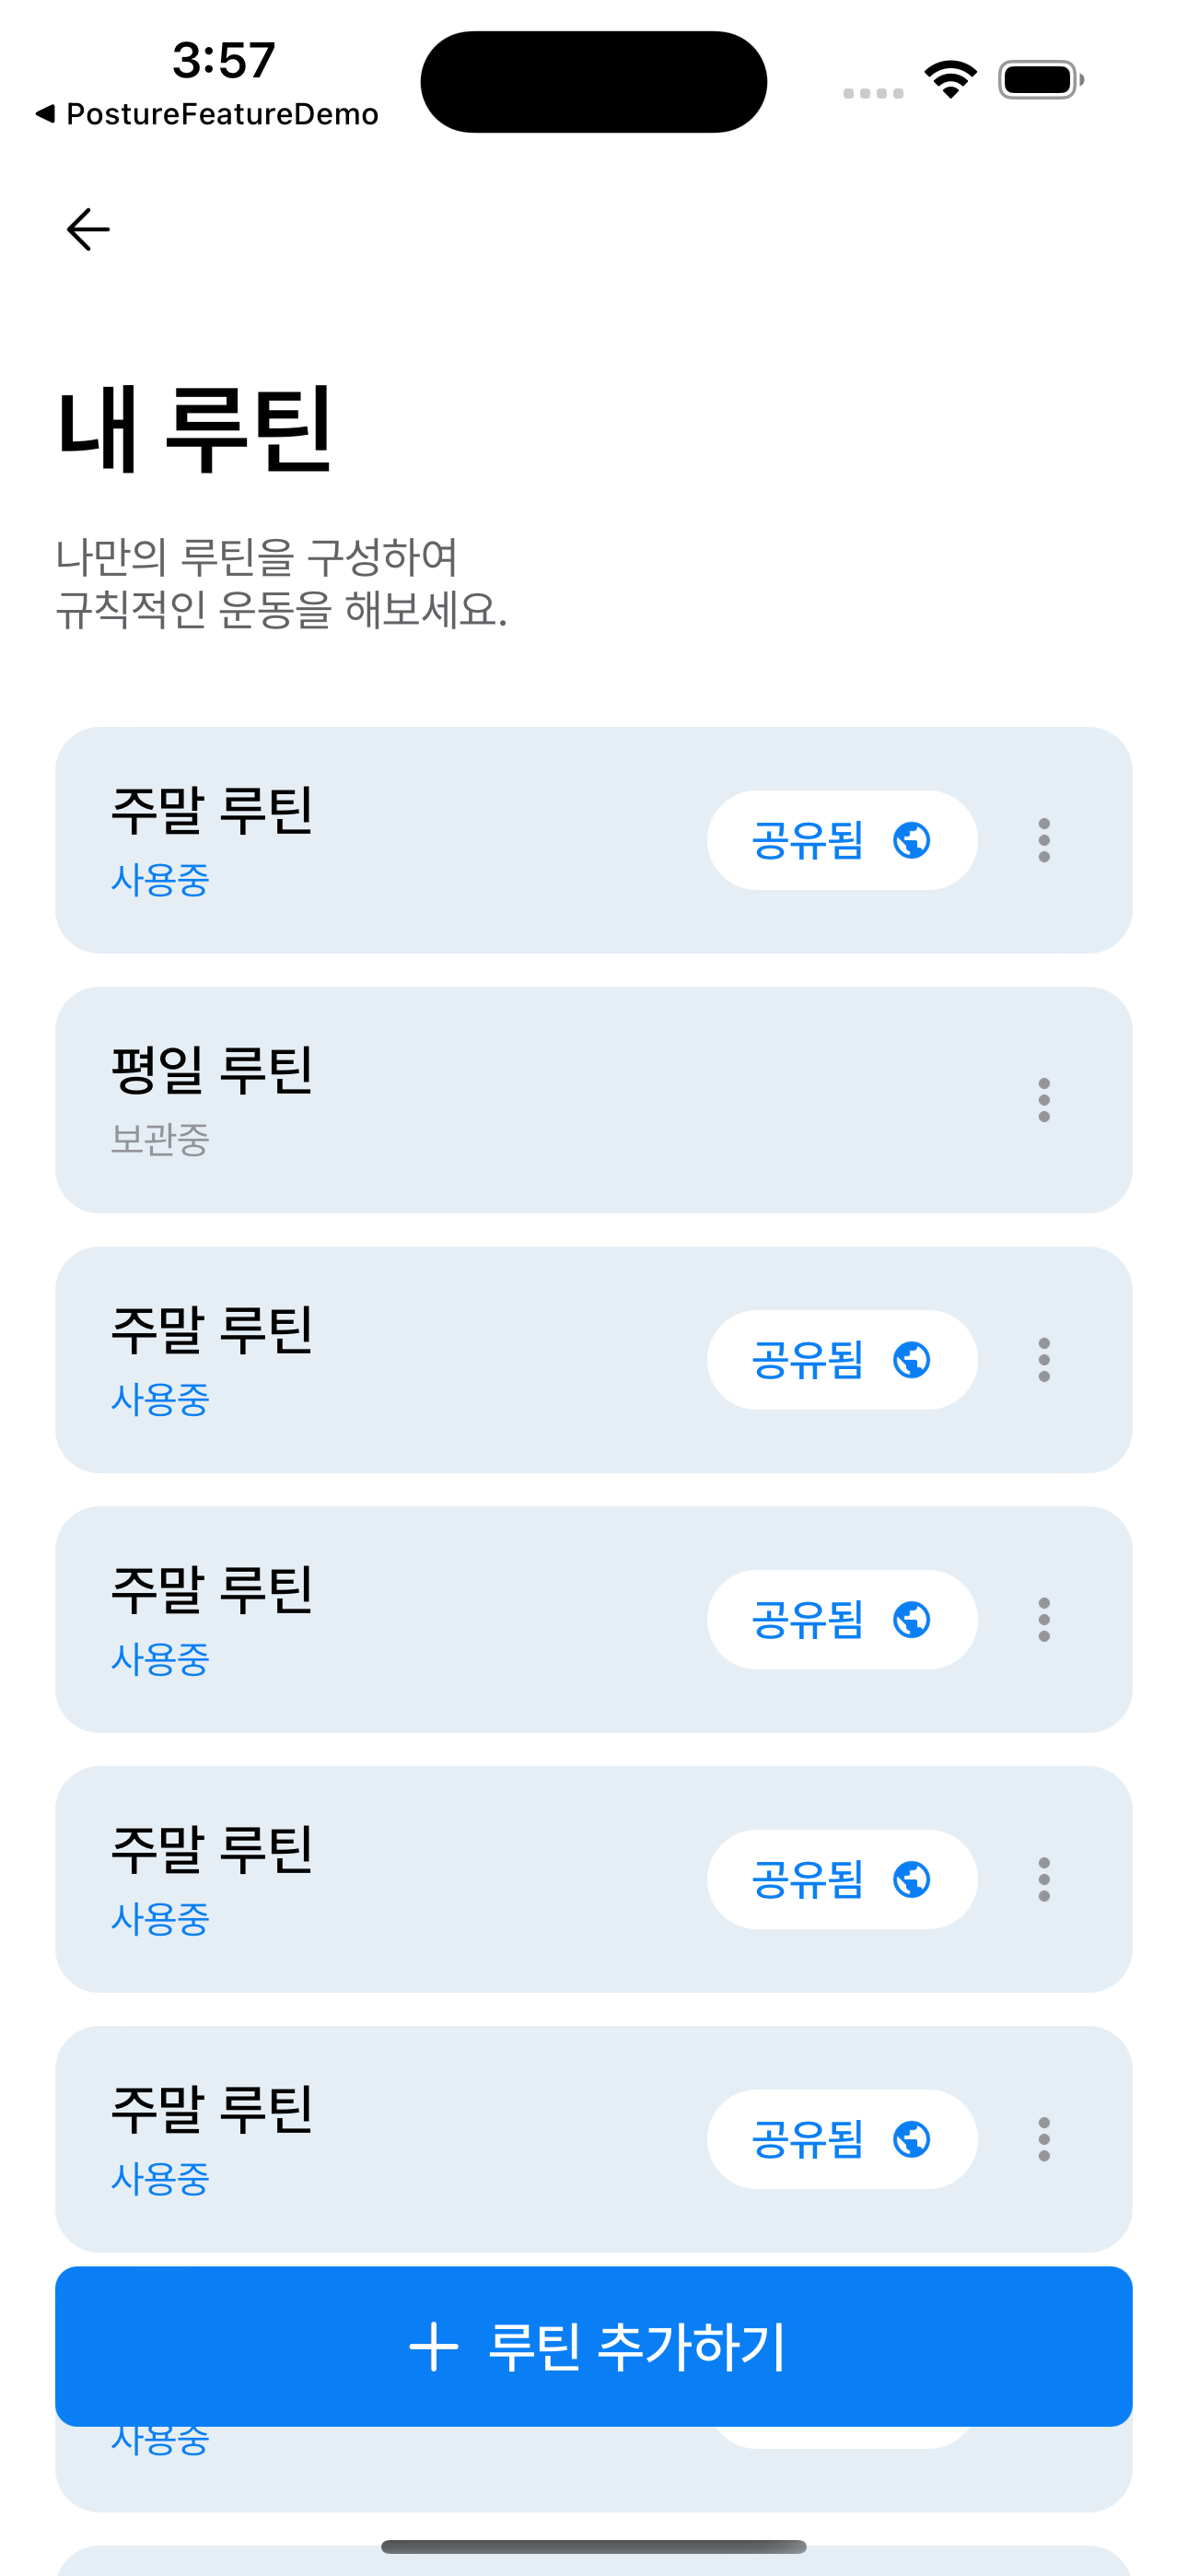 3:57
PostureFeatureDemo
내 루틴
나만의 루틴을 구성하여
규칙적인 운동을 해보세요.
주말 루틴
사용중
공유됨
평일 루틴
보관중
주말 루틴
사용중
공유됨
주말 루틴
사용중
공유됨
주말 루틴
사용중
공유됨
주말 루틴
사용중
공유됨
루틴 추가하기
사용중